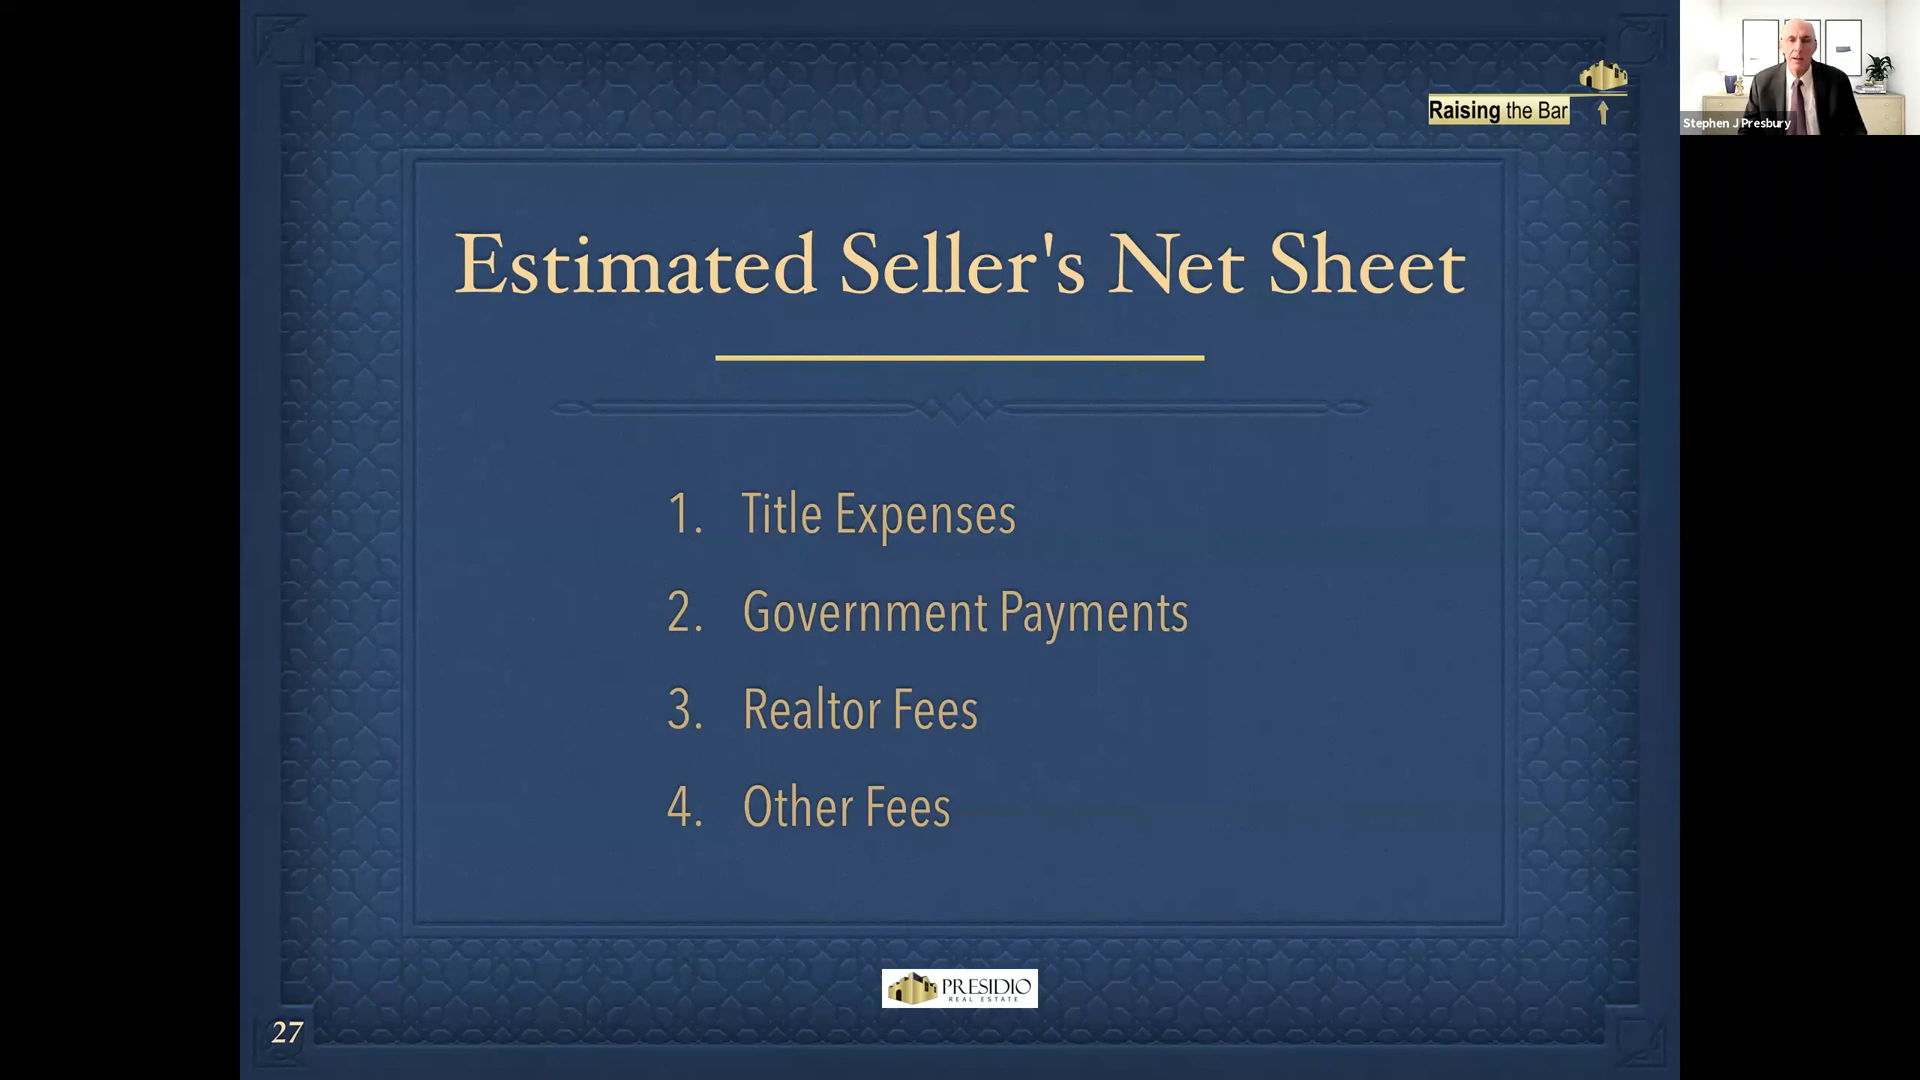 Raising the Bar
Stephen J Presbury
Estimated Seller's Net Sheet
1. Title Expenses
2. Government Payments
3. Realtor Fees
4. Other Fees
PRESIDIO
REAL ESTATE
27